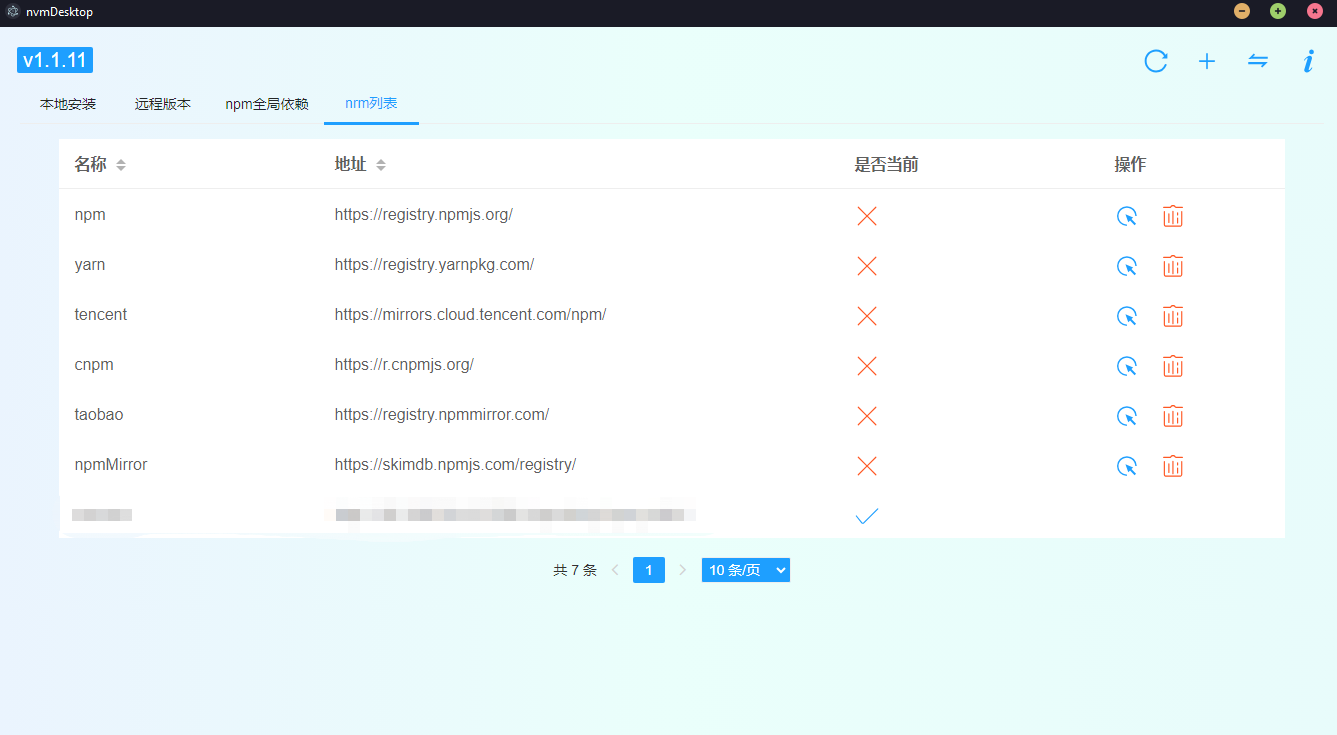 nvmDesktop
v1.1.11
本地安装 远程版本 npm全局依赖 nrm列表
名称 地址 是否当前 操作
npm https://registry.npmjs.org/
yarn https://registry.yarnpkg.com/
tencent https://mirrors.cloud.tencent.com/npm/
cnpm https://r.cnpmjs.org/
taobao https://registry.npmmirror.com/
npmMirror https://skimdb.npmjs.com/registry/
共 7 条 1 10 条/页